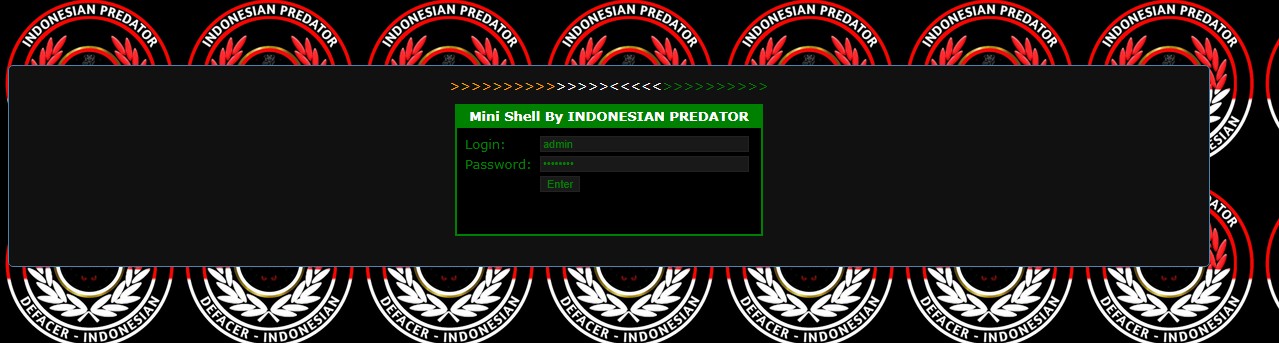 INDONESIAN PREDATOR INDONESIAN PREDATOR INDONESIAN PREDATOR INDONESIAN PREDATOR INDONESIAN PREDATOR INDONESIAN PREDATOR INDONESIAN PREDATOR
>>>>>>>>>>>>>>><<<<<>>>>>>>>>>
Mini Shell By INDONESIAN PREDATOR
Login: admin
Password: ••••••••
Enter
DEFACER - INDONESIAN DEFACER - INDONESIAN DEFACER - INDONESIAN DEFACER - INDONESIAN DEFACER - INDONESIAN DEFACER - INDONESIAN DEFACER - INDONESIAN